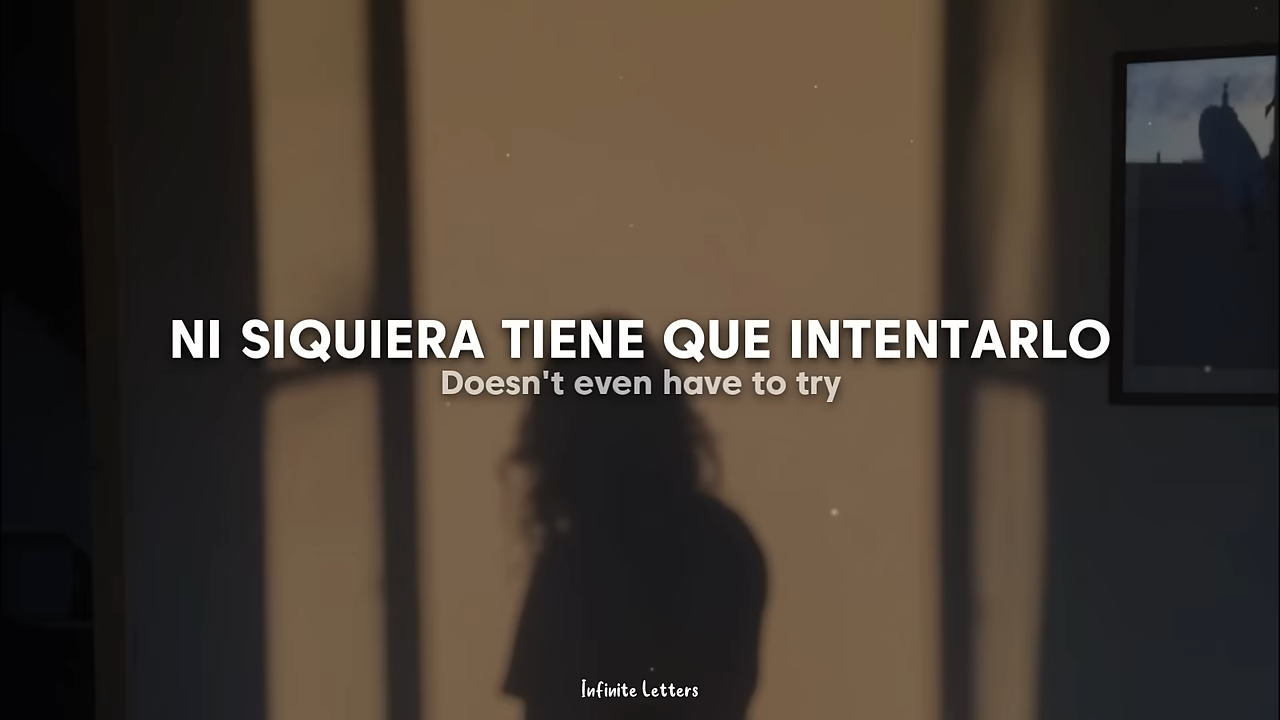 NI SIQUIERA TIENE QUE INTENTARLO
Doesn't even have to try
Infinite Letters